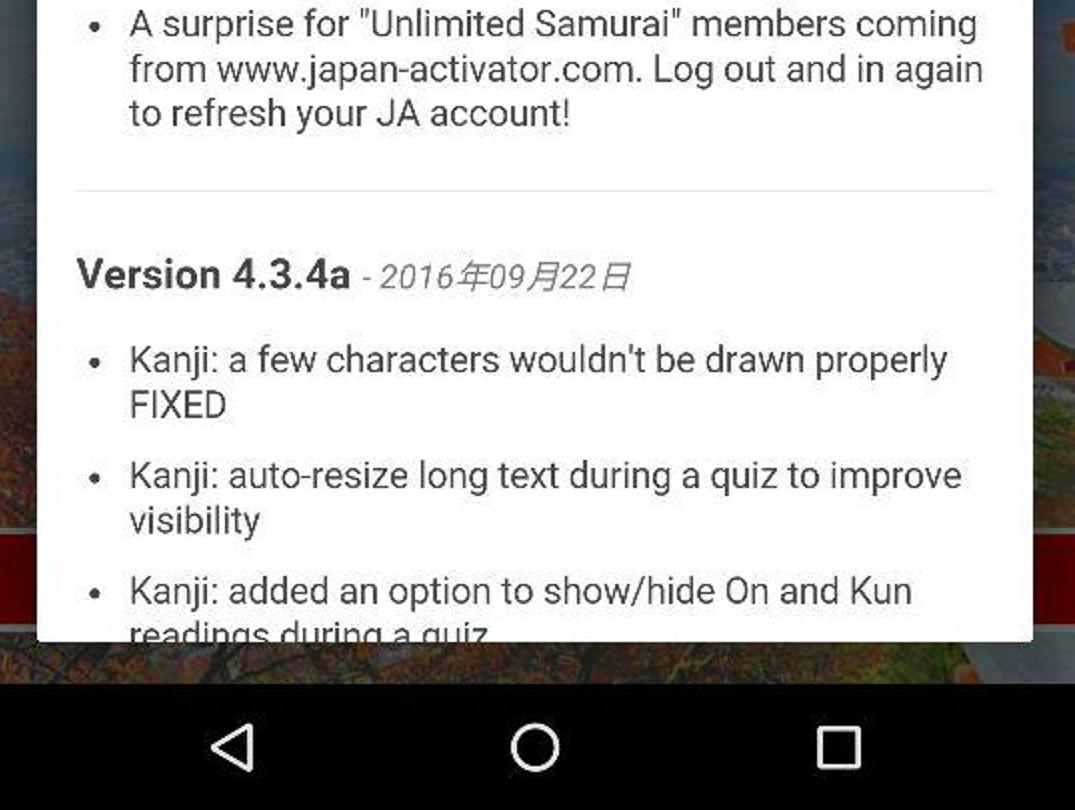 • A surprise for "Unlimited Samurai" members coming
from www.japan-activator.com. Log out and in again
to refresh your JA account!
Version 4.3.4a - 2016年09月22日
• Kanji: a few characters wouldn't be drawn properly
FIXED
• Kanji: auto-resize long text during a quiz to improve
visibility
• Kanji: added an option to show/hide On and Kun
readings during a quiz